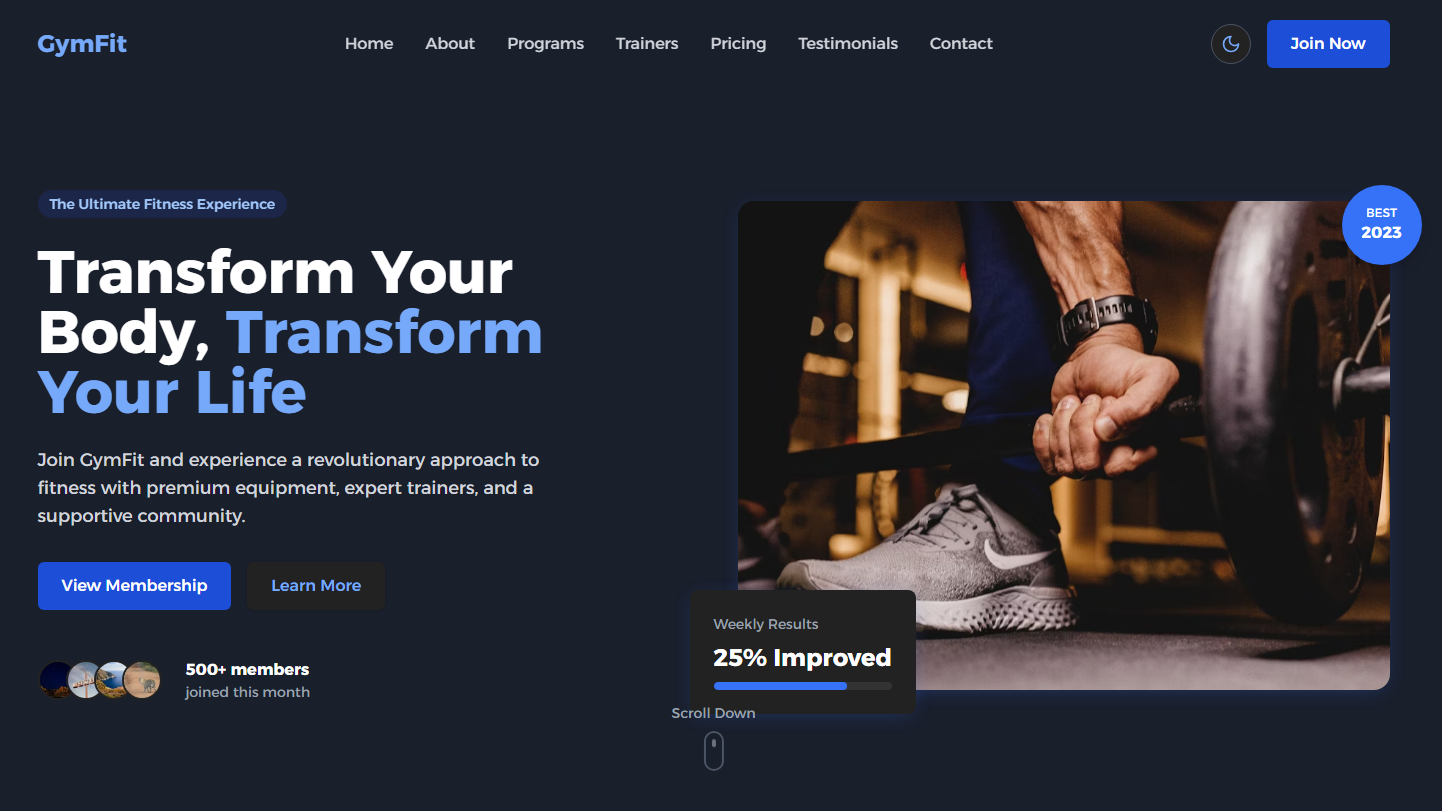 GymFit
Home
About
Programs
Trainers
Pricing
Testimonials
Contact
Join Now
The Ultimate Fitness Experience
Transform Your
Body, Transform
Your Life
Join GymFit and experience a revolutionary approach to
fitness with premium equipment, expert trainers, and a
supportive community.
View Membership
Learn More
500+ members
joined this month
BEST
2023
Weekly Results
25% Improved
Scroll Down